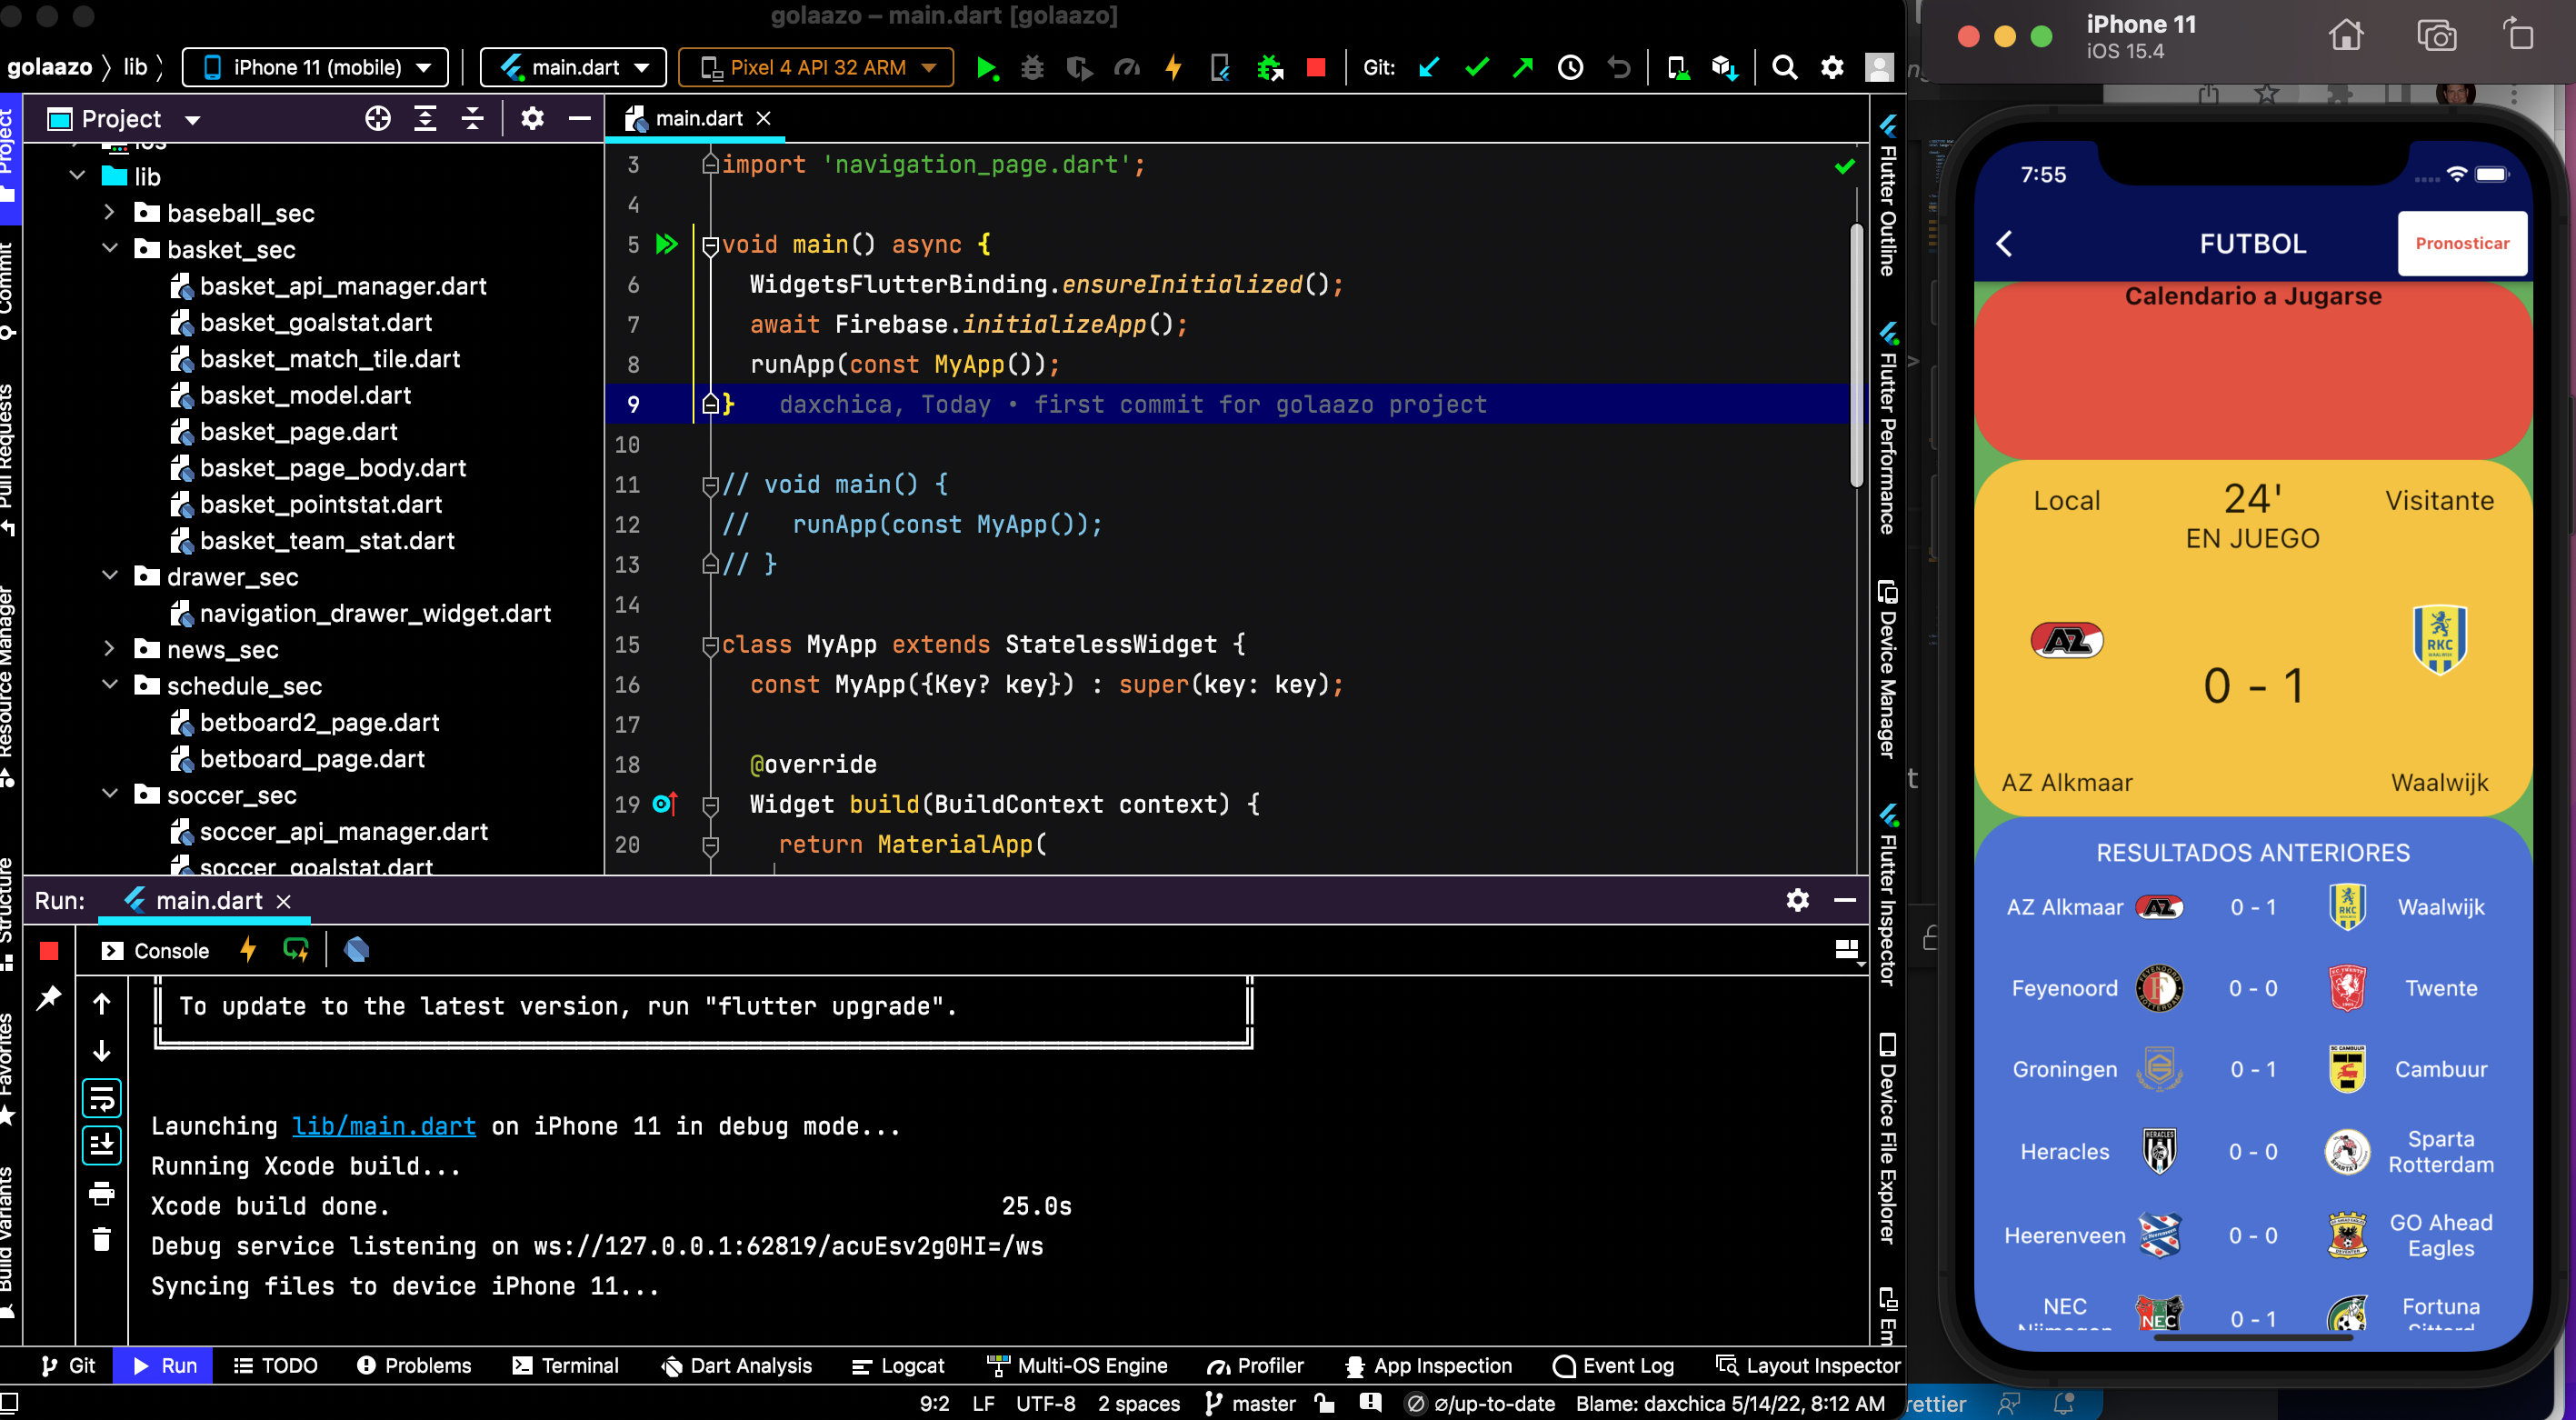 golaazo – main.dart [golaazo]
golaazo
lib
iPhone 11 (mobile)
main.dart
Pixel 4 API 32 ARM
Git:
Project
main.dart
lib
baseball_sec
basket_sec
basket_api_manager.dart
basket_goalstat.dart
basket_match_tile.dart
basket_model.dart
basket_page.dart
basket_page_body.dart
basket_pointstat.dart
basket_team_stat.dart
drawer_sec
navigation_drawer_widget.dart
news_sec
schedule_sec
betboard2_page.dart
betboard_page.dart
soccer_sec
soccer_api_manager.dart
soccer_goalstat.dart
Project
Commit
Pull Requests
Resource Manager
Structure
Favorites
Build Variants
3 import 'navigation_page.dart';
4
5 void main() async {
6 WidgetsFlutterBinding.ensureInitialized();
7 await Firebase.initializeApp();
8 runApp(const MyApp());
9 } daxchica, Today • first commit for golaazo project
10
11 // void main() {
12 // runApp(const MyApp());
13 // }
14
15 class MyApp extends StatelessWidget {
16 const MyApp({Key? key}) : super(key: key);
17
18 @override
19 Widget build(BuildContext context) {
20 return MaterialApp(
Flutter Outline
Flutter Performance
Device Manager
Flutter Inspector
Device File Explorer
Em
Run:
main.dart
Console
To update to the latest version, run "flutter upgrade".
Launching lib/main.dart on iPhone 11 in debug mode...
Running Xcode build...
Xcode build done. 25.0s
Debug service listening on ws://127.0.0.1:62819/acuEsv2g0HI=/ws
Syncing files to device iPhone 11...
Git
Run
TODO
Problems
Terminal
Dart Analysis
Logcat
Multi-OS Engine
Profiler
App Inspection
Event Log
Layout Inspector
9:2 LF UTF-8 2 spaces master ∅/up-to-date Blame: daxchica 5/14/22, 8:12 AM
rettier
iPhone 11
iOS 15.4
7:55
FUTBOL
Pronosticar
Calendario a Jugarse
Local 24' Visitante
EN JUEGO
AZ
RKC
WAALWIJK
0 - 1
AZ Alkmaar Waalwijk
RESULTADOS ANTERIORES
AZ Alkmaar 0 - 1 Waalwijk
Feyenoord 0 - 0 Twente
Groningen 0 - 1 Cambuur
Heracles 0 - 0 Sparta Rotterdam
Heerenveen 0 - 0 GO Ahead Eagles
NEC 0 - 1 Fortuna